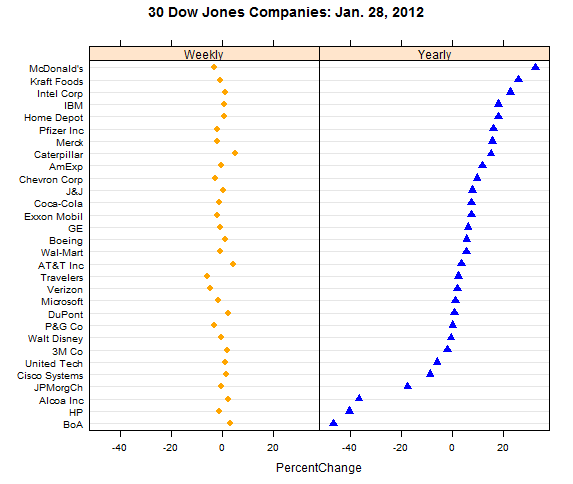 30 Dow Jones Companies: Jan. 28, 2012
Weekly Yearly
McDonald's
Kraft Foods
Intel Corp
IBM
Home Depot
Pfizer Inc
Merck
Caterpillar
AmExp
Chevron Corp
J&J
Coca-Cola
Exxon Mobil
GE
Boeing
Wal-Mart
AT&T Inc
Travelers
Verizon
Microsoft
DuPont
P&G Co
Walt Disney
3M Co
United Tech
Cisco Systems
JPMorgCh
Alcoa Inc
HP
BoA
-40 -20 0 20 -40 -20 0 20
PercentChange